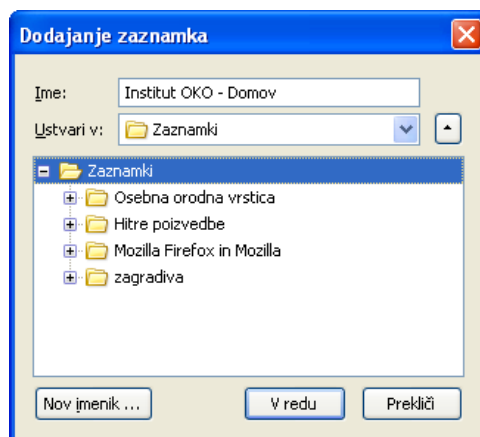 Dodajanje zaznamka
Ime: Institut OKO - Domov
Ustvari v: Zaznamki
Zaznamki
Osebna orodna vrstica
Hitre poizvedbe
Mozilla Firefox in Mozilla
zagradiva
Nov imenik ... V redu Prekliči